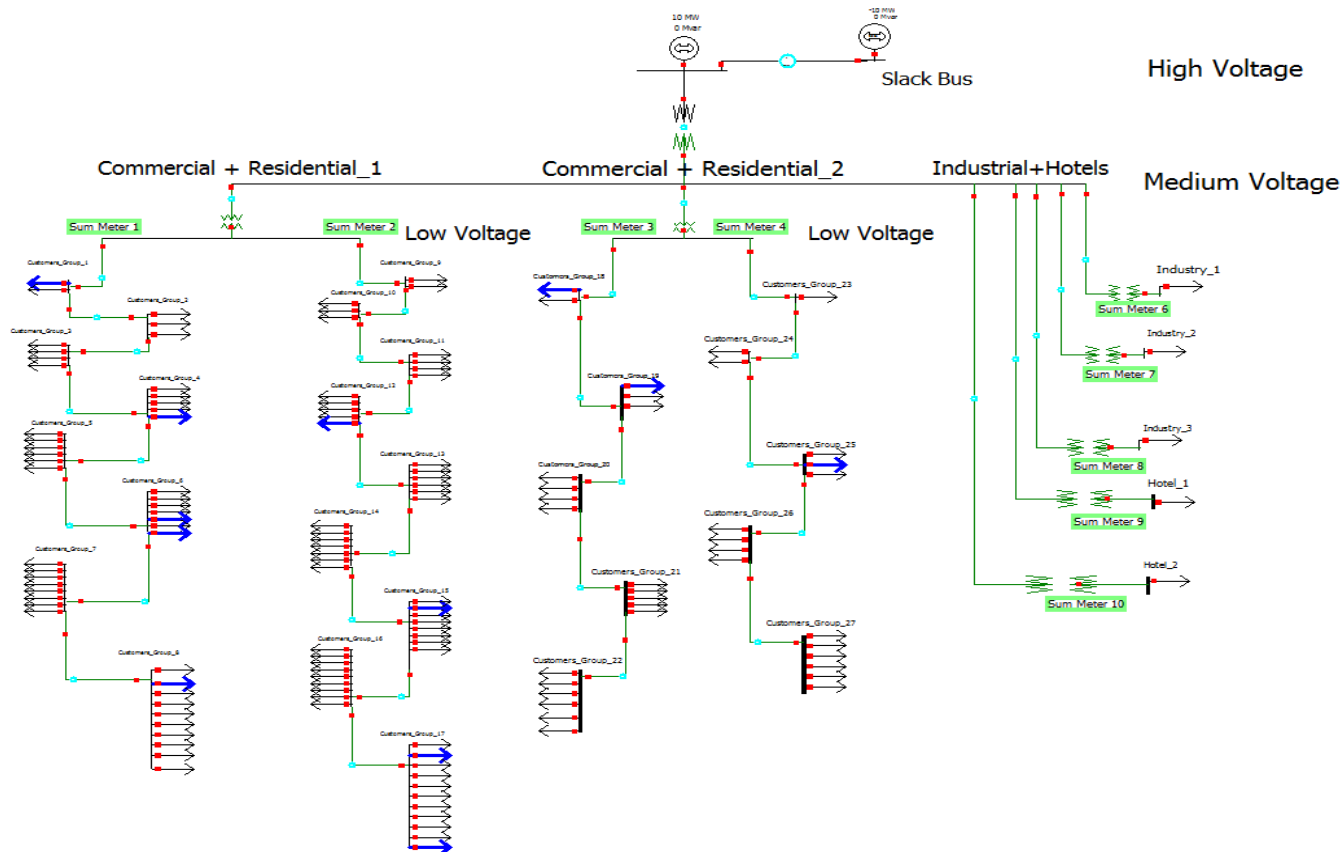 10 MW
0 Mvar
-10 MW
0 Mvar
Slack Bus
High Voltage
Commercial + Residential_1
Commercial + Residential_2
Industrial+Hotels
Medium Voltage
Sum Meter 1
Sum Meter 2
Low Voltage
Sum Meter 3
Sum Meter 4
Low Voltage
Customers_Group_1
Customers_Group_2
Customers_Group_3
Customers_Group_4
Customers_Group_5
Customers_Group_6
Customers_Group_7
Customers_Group_8
Customers_Group_9
Customers_Group_10
Customers_Group_11
Customers_Group_12
Customers_Group_13
Customers_Group_14
Customers_Group_15
Customers_Group_16
Customers_Group_17
Customers_Group_18
Customers_Group_19
Customers_Group_20
Customers_Group_21
Customers_Group_22
Customers_Group_23
Customers_Group_24
Customers_Group_25
Customers_Group_26
Customers_Group_27
Industry_1
Sum Meter 6
Industry_2
Sum Meter 7
Industry_3
Sum Meter 8
Hotel_1
Sum Meter 9
Hotel_2
Sum Meter 10